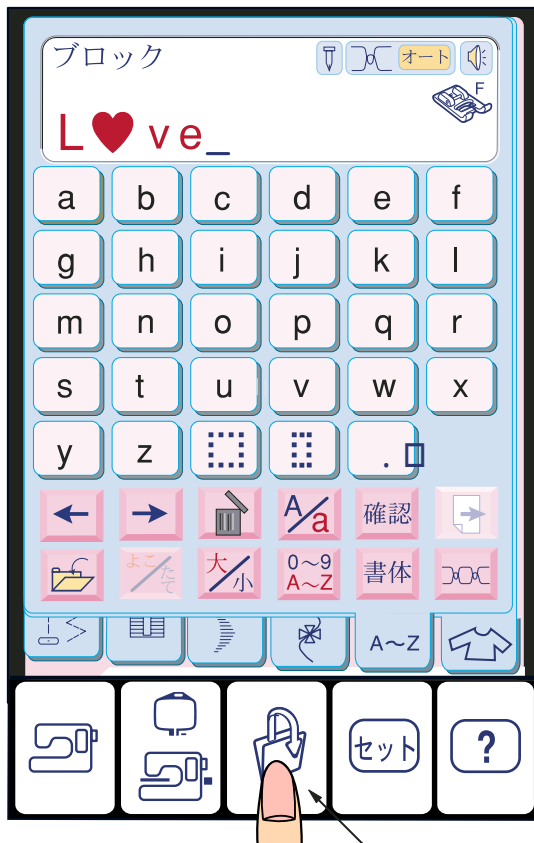 ブロック
オート
F
L♥ve_
a b c d e f
g h i j k l
m n o p q r
s t u v w x
y z .
A/a 確認
よこ/たて 大/小 0～9 A～Z 書体
A～Z
セット ?